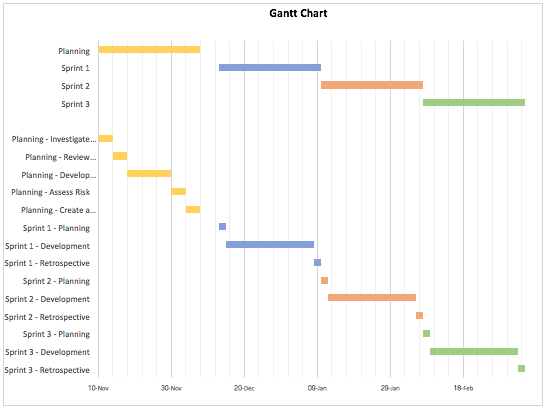 Gantt Chart
Planning
Sprint 1
Sprint 2
Sprint 3
Planning - Investigate...
Planning - Review...
Planning - Develop...
Planning - Assess Risk
Planning - Create a...
Sprint 1 - Planning
Sprint 1 - Development
Sprint 1 - Retrospective
Sprint 2 - Planning
Sprint 2 - Development
Sprint 2 - Retrospective
Sprint 3 - Planning
Sprint 3 - Development
Sprint 3 - Retrospective
10-Nov 30-Nov 20-Dec 09-Jan 29-Jan 18-Feb